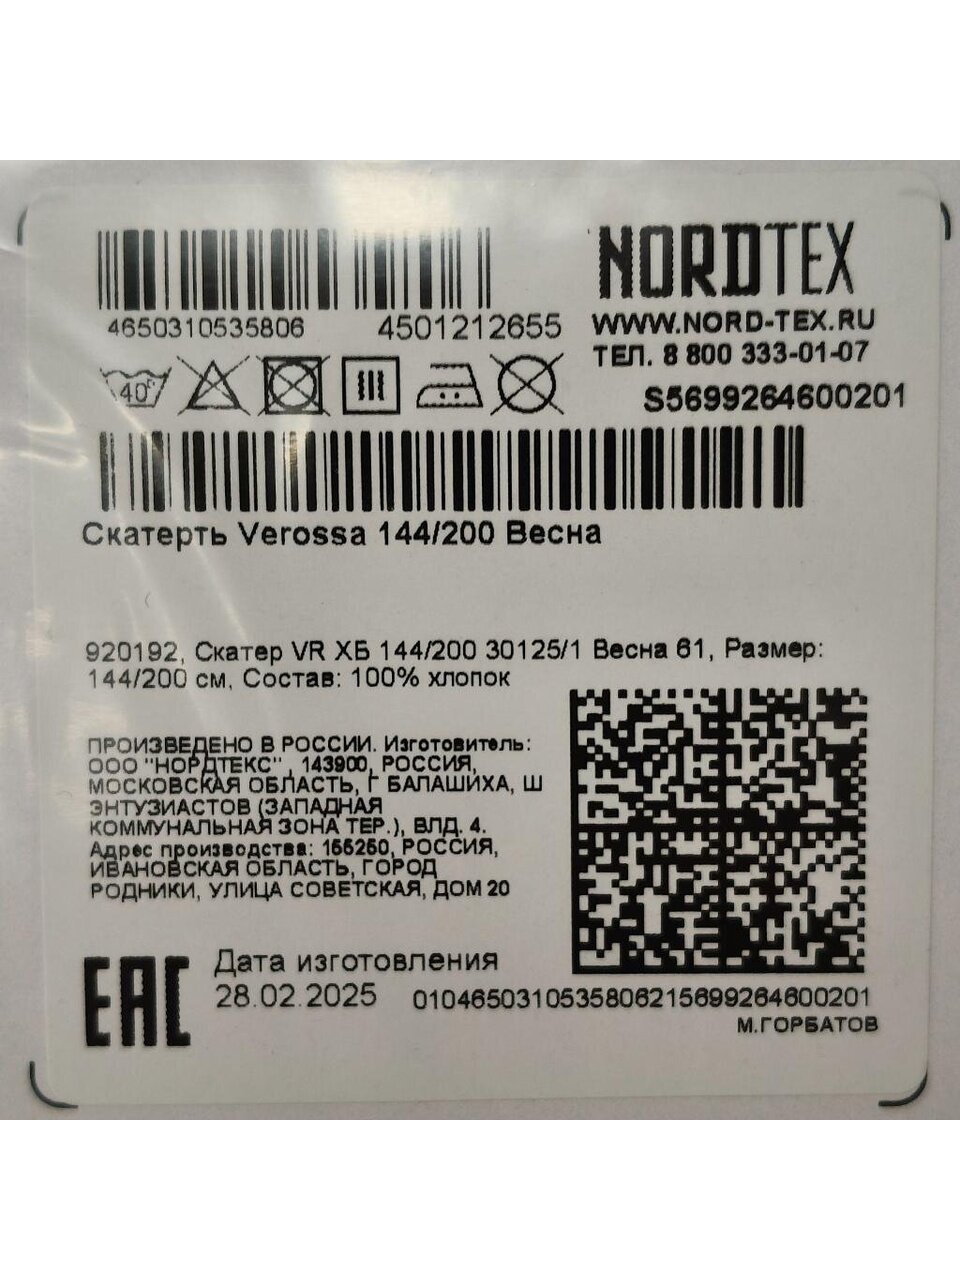 NORDTEX
4650310535806 4501212655
WWW.NORD-TEX.RU
ТЕЛ. 8 800 333-01-07
40°
S5699264600201
Скатерть Verossa 144/200 Весна
920192, Скатер VR ХБ 144/200 30125/1 Весна 61, Размер:
144/200 см, Состав: 100% хлопок
ПРОИЗВЕДЕНО В РОССИИ. Изготовитель:
ООО "НОРДТЕКС" , 143900, РОССИЯ,
МОСКОВСКАЯ ОБЛАСТЬ, Г БАЛАШИХА, Ш
ЭНТУЗИАСТОВ (ЗАПАДНАЯ
КОММУНАЛЬНАЯ ЗОНА ТЕР.), ВЛД. 4.
Адрес производства: 155250, РОССИЯ,
ИВАНОВСКАЯ ОБЛАСТЬ, ГОРОД
РОДНИКИ, УЛИЦА СОВЕТСКАЯ, ДОМ 20
EAC
Дата изготовления
28.02.2025
0104650310535806215699264600201
М.ГОРБАТОВ